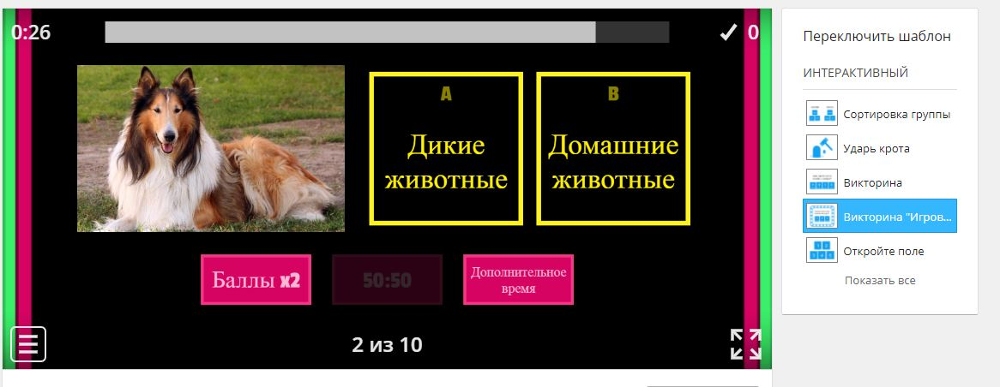 0:26
0
A
B
Дикие
животные
Домашние
животные
Баллы x2
50:50
Дополнительное
время
2 из 10
Переключить шаблон
ИНТЕРАКТИВНЫЙ
Сортировка группы
Ударь крота
Викторина
Викторина "Игров...
Откройте поле
Показать все